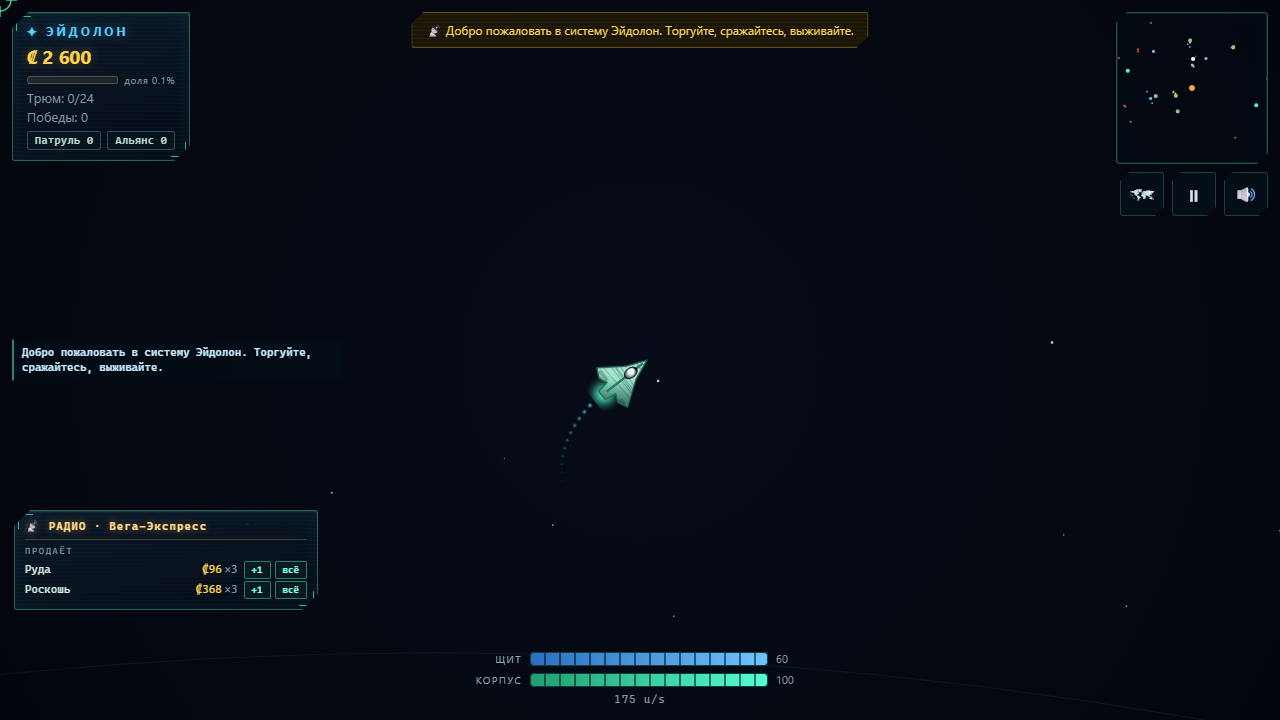 ЭЙДОЛОН
₡ 2 600
доля 0.1%
Трюм: 0/24
Победы: 0
Патруль 0 Альянс 0
Добро пожаловать в систему Эйдолон. Торгуйте, сражайтесь, выживайте.
Добро пожаловать в систему Эйдолон. Торгуйте,
сражайтесь, выживайте.
РАДИО · Вега-Экспресс
ПРОДАЁТ
Руда ₡96 ×3 +1 всё
Роскошь ₡368 ×3 +1 всё
ЩИТ 60
КОРПУС 100
175 u/s